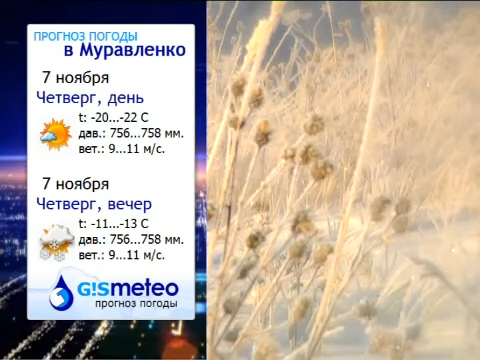 ПРОГНОЗ ПОГОДЫ
в Муравленко
7 ноября
Четверг, день
t: -20...-22 C
дав.: 756...758 мм.
вет.: 9...11 м/с.
7 ноября
Четверг, вечер
t: -11...-13 C
дав.: 756...758 мм.
вет.: 9...11 м/с.
G!Smeteo
прогноз погоды